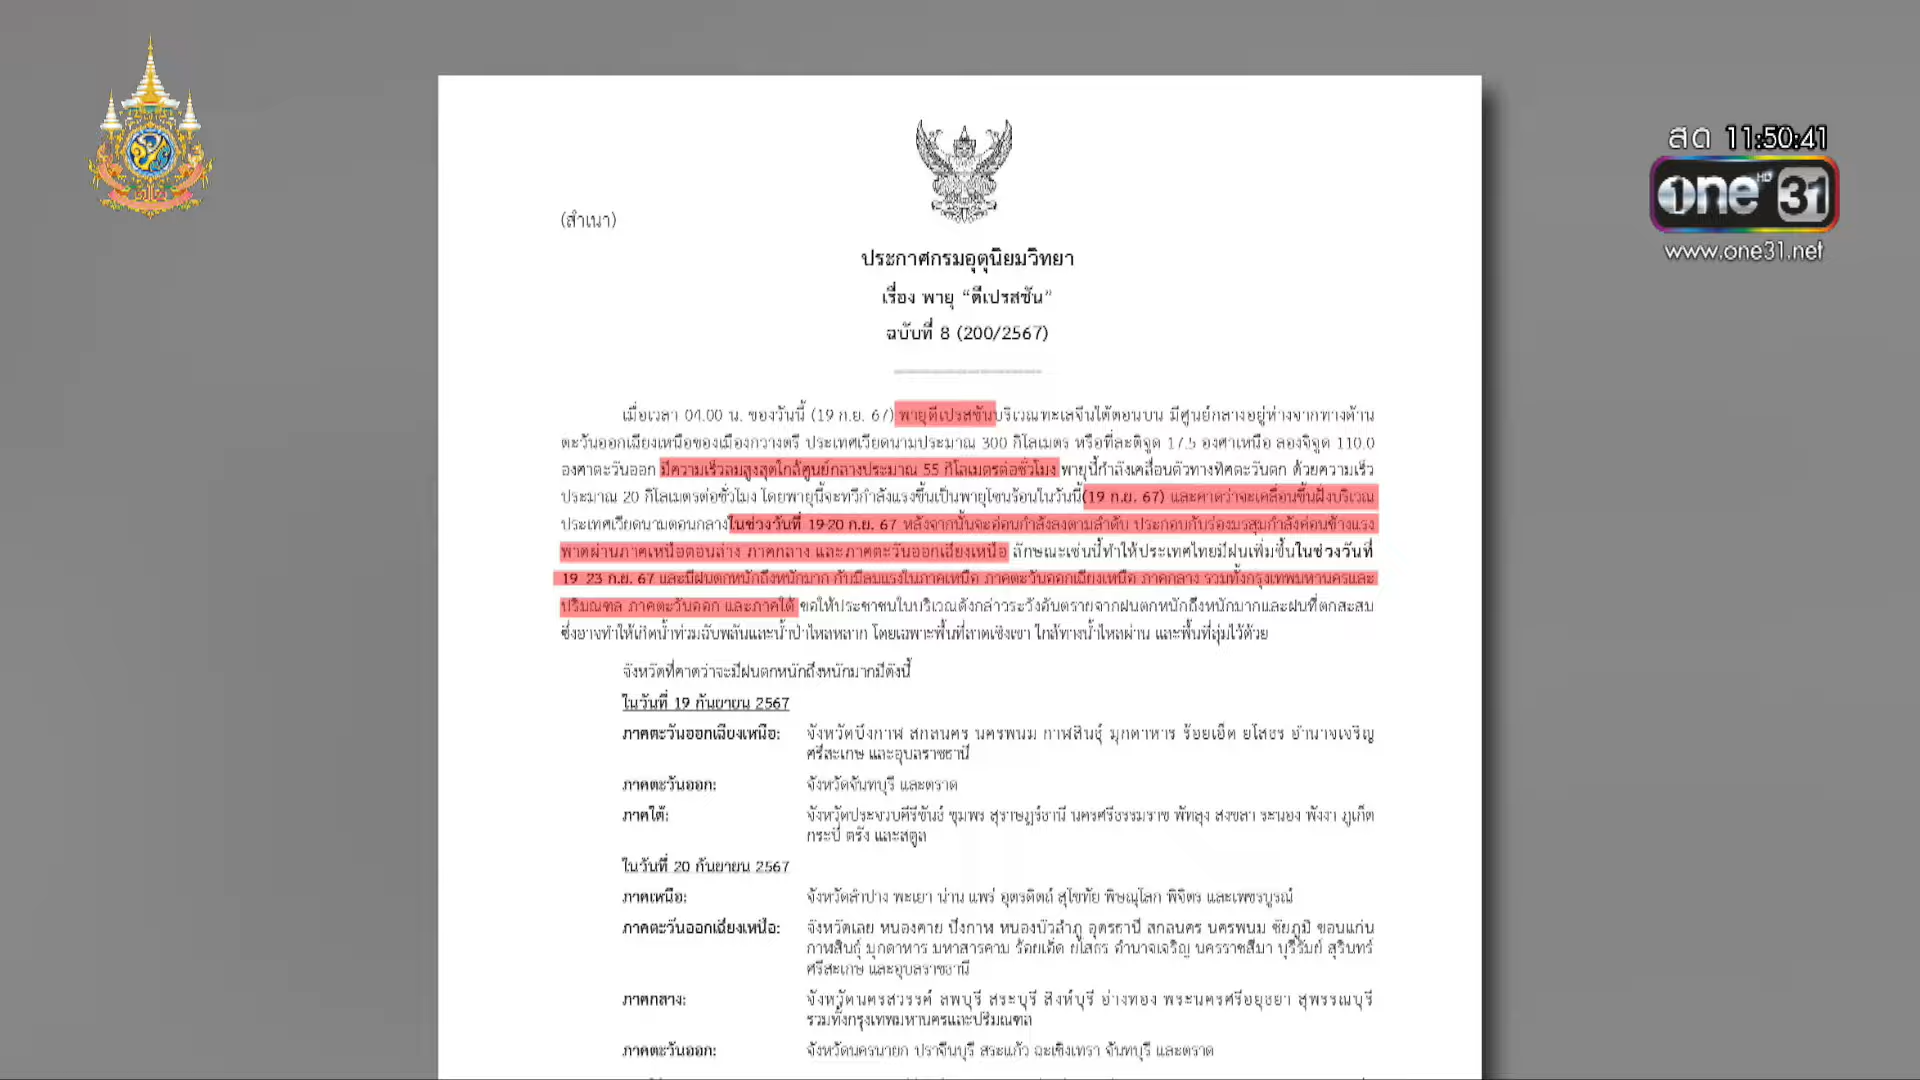 สด 11:50:41
one HD 31
www.one31.net
(สำเนา)
ประกาศกรมอุตุนิยมวิทยา
เรื่อง พายุ “ดีเปรสชัน”
ฉบับที่ 8 (200/2567)
เมื่อเวลา 04.00 น. ของวันนี้ (19 ก.ย. 67) พายุดีเปรสชันบริเวณทะเลจีนใต้ตอนบน มีศูนย์กลางอยู่ห่างจากทางด้าน
ตะวันออกเฉียงเหนือของเมืองกวางตรี ประเทศเวียดนามประมาณ 300 กิโลเมตร หรือที่ละติจูด 17.5 องศาเหนือ ลองจิจูด 110.0
องศาตะวันออก มีความเร็วลมสูงสุดใกล้ศูนย์กลางประมาณ 55 กิโลเมตรต่อชั่วโมง พายุนี้กำลังเคลื่อนตัวทางทิศตะวันตก ด้วยความเร็ว
ประมาณ 20 กิโลเมตรต่อชั่วโมง โดยพายุนี้จะทวีกำลังแรงขึ้นเป็นพายุโซนร้อนในวันนี้(19 ก.ย. 67) และคาดว่าจะเคลื่อนขึ้นฝั่งบริเวณ
ประเทศเวียดนามตอนกลางในช่วงวันที่ 19-20 ก.ย. 67 หลังจากนั้นจะอ่อนกำลังลงตามลำดับ ประกอบกับร่องมรสุมกำลังค่อนข้างแรง
พาดผ่านภาคเหนือตอนล่าง ภาคกลาง และภาคตะวันออกเฉียงเหนือ ลักษณะเช่นนี้ทำให้ประเทศไทยมีฝนเพิ่มขึ้นในช่วงวันที่
19-23 ก.ย. 67 และมีฝนตกหนักถึงหนักมาก กับมีลมแรงในภาคเหนือ ภาคตะวันออกเฉียงเหนือ ภาคกลาง รวมทั้งกรุงเทพมหานครและ
ปริมณฑล ภาคตะวันออก และภาคใต้ ขอให้ประชาชนในบริเวณดังกล่าวระวังอันตรายจากฝนตกหนักถึงหนักมากและฝนที่ตกสะสม
ซึ่งอาจทำให้เกิดน้ำท่วมฉับพลันและน้ำป่าไหลหลาก โดยเฉพาะพื้นที่ลาดเชิงเขา ใกล้ทางน้ำไหลผ่าน และพื้นที่ลุ่มไว้ด้วย
จังหวัดที่คาดว่าจะมีฝนตกหนักถึงหนักมากมีดังนี้
ในวันที่ 19 กันยายน 2567
ภาคตะวันออกเฉียงเหนือ: จังหวัดบึงกาฬ สกลนคร นครพนม กาฬสินธุ์ มุกดาหาร ร้อยเอ็ด ยโสธร อำนาจเจริญ
ศรีสะเกษ และอุบลราชธานี
ภาคตะวันออก: จังหวัดจันทบุรี และตราด
ภาคใต้: จังหวัดประจวบคีรีขันธ์ ชุมพร สุราษฎร์ธานี นครศรีธรรมราช พัทลุง สงขลา ระนอง พังงา ภูเก็ต
กระบี่ ตรัง และสตูล
ในวันที่ 20 กันยายน 2567
ภาคเหนือ: จังหวัดลำปาง พะเยา น่าน แพร่ อุตรดิตถ์ สุโขทัย พิษณุโลก พิจิตร และเพชรบูรณ์
ภาคตะวันออกเฉียงเหนือ: จังหวัดเลย หนองคาย บึงกาฬ หนองบัวลำภู อุดรธานี สกลนคร นครพนม ชัยภูมิ ขอนแก่น
กาฬสินธุ์ มุกดาหาร มหาสารคาม ร้อยเอ็ด ยโสธร อำนาจเจริญ นครราชสีมา บุรีรัมย์ สุรินทร์
ศรีสะเกษ และอุบลราชธานี
ภาคกลาง: จังหวัดนครสวรรค์ ลพบุรี สระบุรี สิงห์บุรี อ่างทอง พระนครศรีอยุธยา สุพรรณบุรี
รวมทั้งกรุงเทพมหานครและปริมณฑล
ภาคตะวันออก: จังหวัดนครนายก ปราจีนบุรี สระแก้ว ฉะเชิงเทรา จันทบุรี และตราด